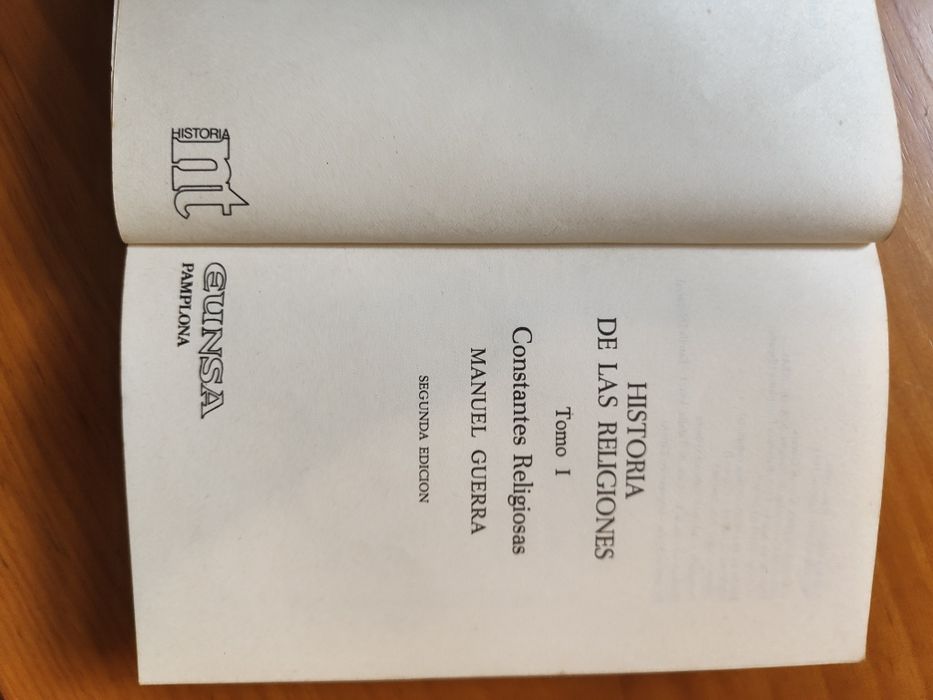 HISTORIA
nt
HISTORIA
DE LAS RELIGIONES
Tomo I
Constantes Religiosas
MANUEL GUERRA
SEGUNDA EDICION
EUNSA
PAMPLONA